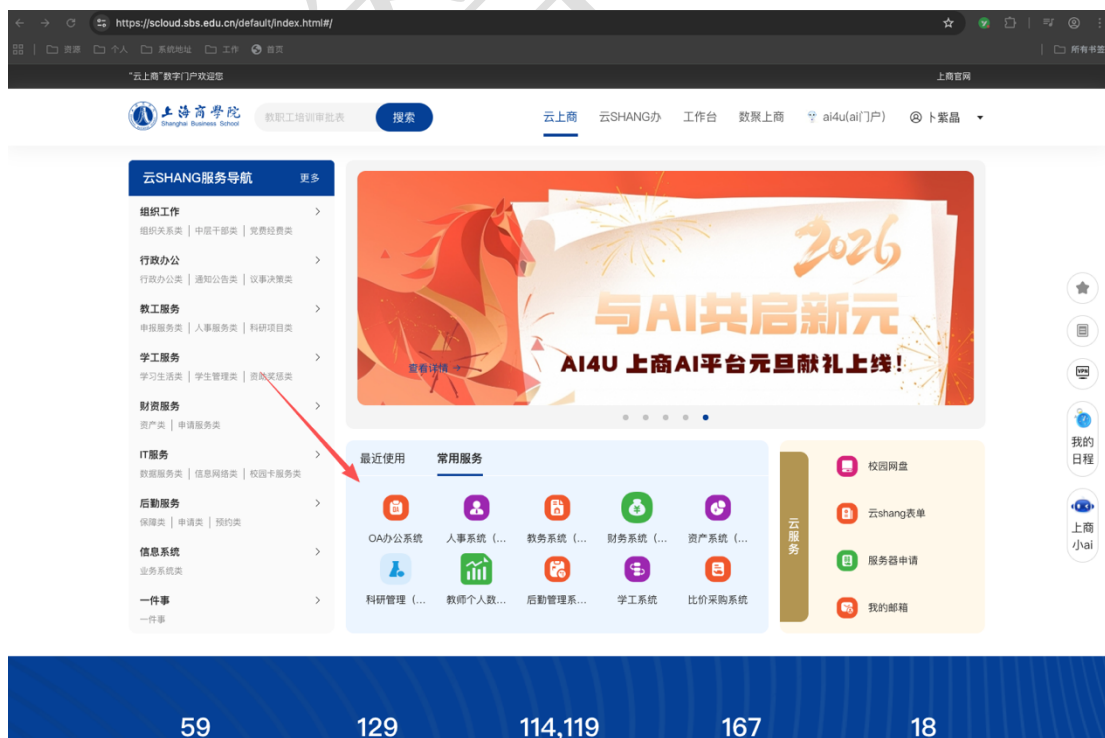 https://scloud.sbs.edu.cn/default/index.html#/
资源 个人 系统地址 工作 首页 所有书签
“云上商”数字门户欢迎您 上商官网
上海商学院
Shanghai Business School
教职工培训审批表 搜索 云上商 云SHANG办 工作台 数聚上商 ai4u(ai门户) 卜紫晶
云SHANG服务导航 更多
组织工作
组织关系类 | 中层干部类 | 党费经费类
行政办公
行政办公类 | 通知公告类 | 议事决策类
教工服务
申报服务类 | 人事服务类 | 科研项目类
学工服务
学习生活类 | 学生管理类 | 资助奖惩类
财资服务
资产类 | 申请服务类
IT服务
数据服务类 | 信息网络类 | 校园卡服务类
后勤服务
保障类 | 申请类 | 预约类
信息系统
业务系统类
一件事
一件事
2026
与AI共启新元
AI4U 上商AI平台元旦献礼上线!
查看详情 →
最近使用 常用服务
OA办公系统 人事系统 (... 教务系统 (... 财务系统 (... 资产系统 (...
科研管理 (... 教师个人数... 后勤管理系... 学工系统 比价采购系统
云服务
校园网盘
云shang表单
服务器申请
我的邮箱
VPN
我的
日程
上商
小ai
59 129 114,119 167 18